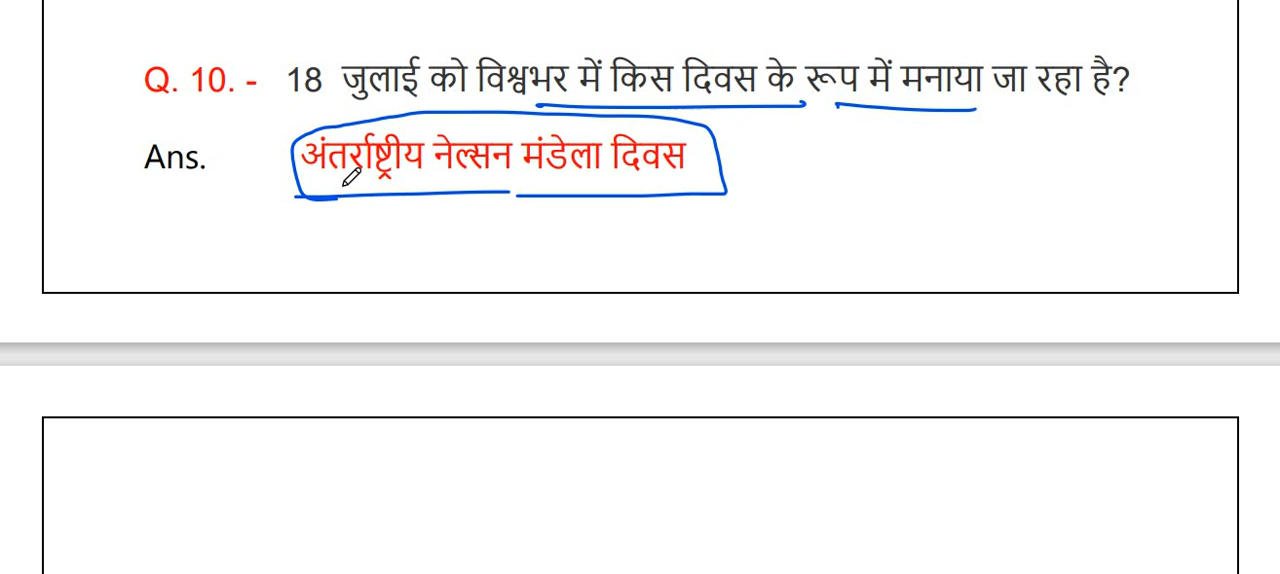 Q. 10. - 18 जुलाई को विश्वभर में किस दिवस के रूप में मनाया जा रहा है?
Ans. अंतर्राष्ट्रीय नेल्सन मंडेला दिवस